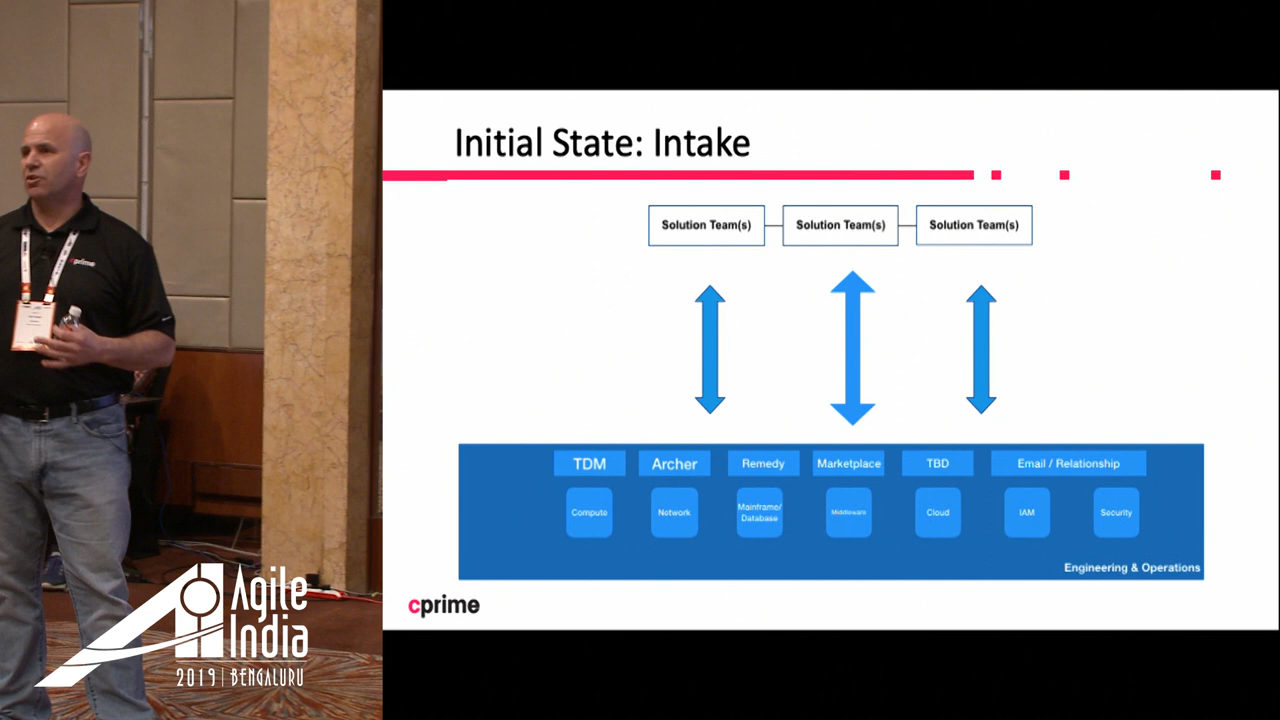 Initial State: Intake
Solution Team(s) Solution Team(s) Solution Team(s)
TDM Archer Remedy Marketplace TBD Email / Relationship
Compute Network Mainframe/ Database Middleware Cloud IAM Security
Engineering & Operations
cprime
cprime
Agile
India
2019 | BENGALURU